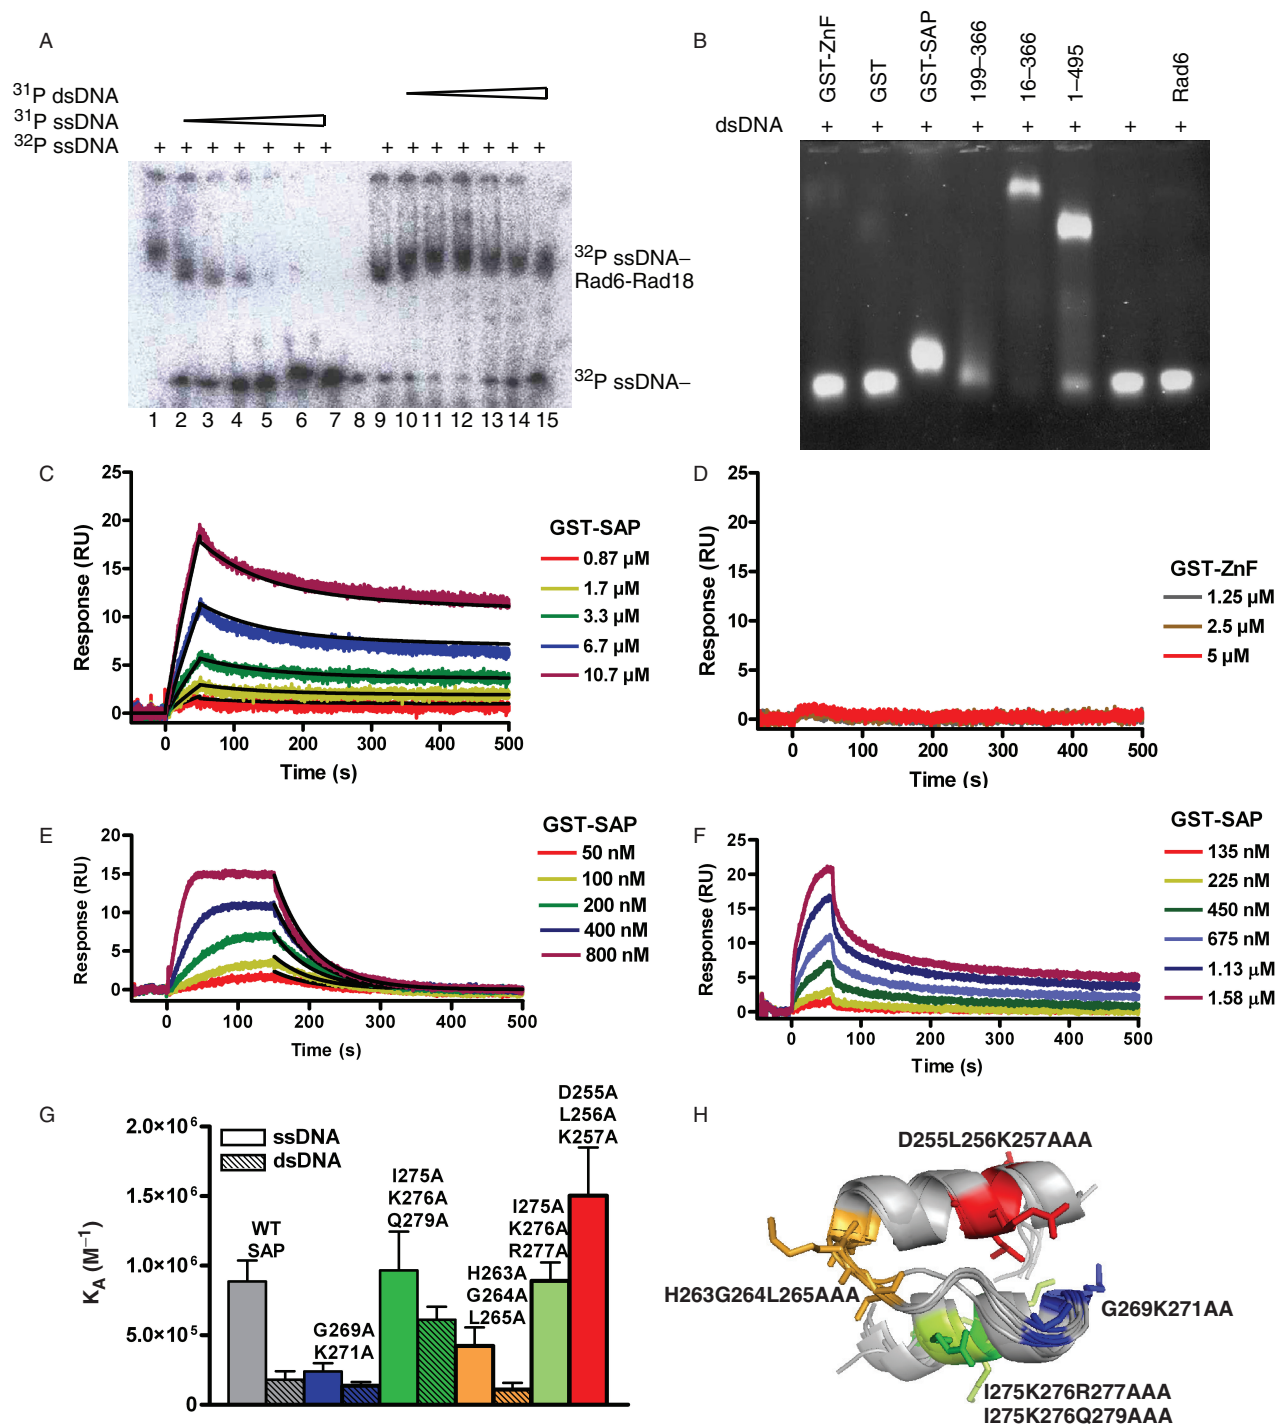 A
31P dsDNA
31P ssDNA
32P ssDNA
+ + + + + + + + + + + + +
32P ssDNA–
Rad6-Rad18
32P ssDNA–
1 2 3 4 5 6 7 8 9 10 11 12 13 14 15
B
GST-ZnF
GST
GST-SAP
199–366
16–366
1–495
Rad6
dsDNA + + + + + + + +
C
Response (RU)
25
20
15
10
5
0
0 100 200 300 400 500
Time (s)
GST-SAP
0.87 µM
1.7 µM
3.3 µM
6.7 µM
10.7 µM
D
Response (RU)
25
20
15
10
5
0
0 100 200 300 400 500
Time (s)
GST-ZnF
1.25 µM
2.5 µM
5 µM
E
Response (RU)
20
15
10
5
0
0 100 200 300 400 500
Time (s)
GST-SAP
50 nM
100 nM
200 nM
400 nM
800 nM
F
Response (RU)
25
20
15
10
5
0
0 100 200 300 400 500
Time (s)
GST-SAP
135 nM
225 nM
450 nM
675 nM
1.13 µM
1.58 µM
G
KA (M−1)
2.0×10^6
1.5×10^6
1.0×10^6
5.0×10^5
0
ssDNA
dsDNA
WT
SAP
G269A
K271A
I275A
K276A
Q279A
H263A
G264A
L265A
I275A
K276A
R277A
D255A
L256A
K257A
H
D255L256K257AAA
H263G264L265AAA
G269K271AA
I275K276R277AAA
I275K276Q279AAA